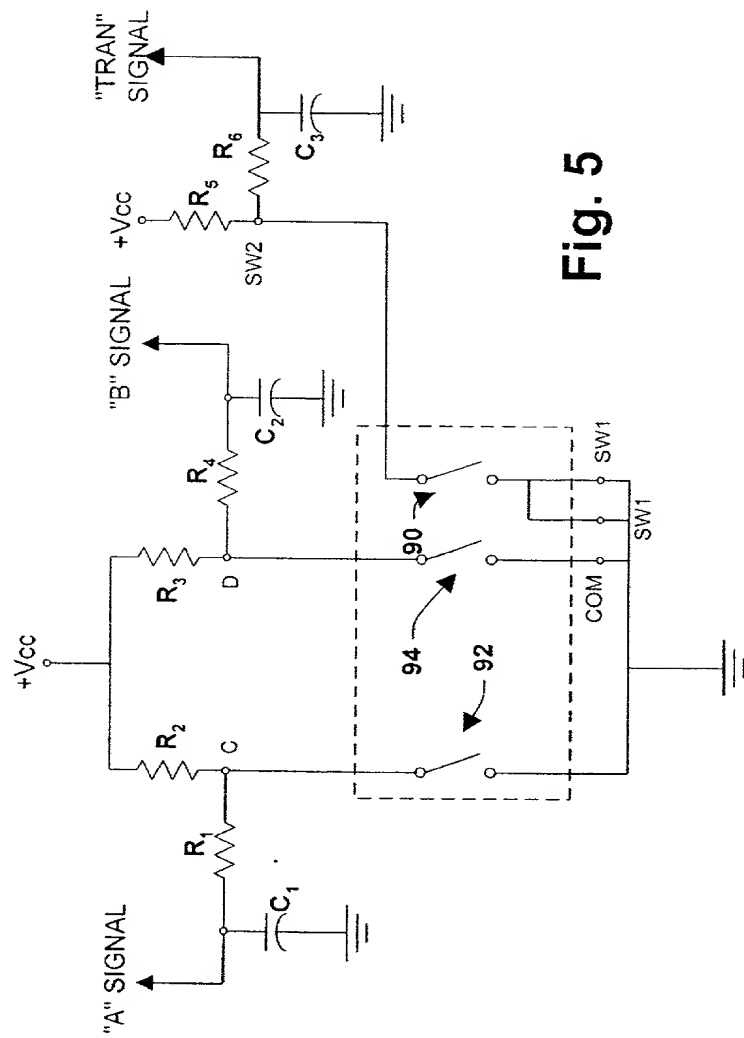 "A" SIGNAL
+Vcc
"B" SIGNAL
+Vcc
"TRAN"
SIGNAL
R1
C1
R2
C
R3
D
R4
C2
R5
SW2
R6
C3
92
94
90
COM
SW1
SW1
Fig. 5